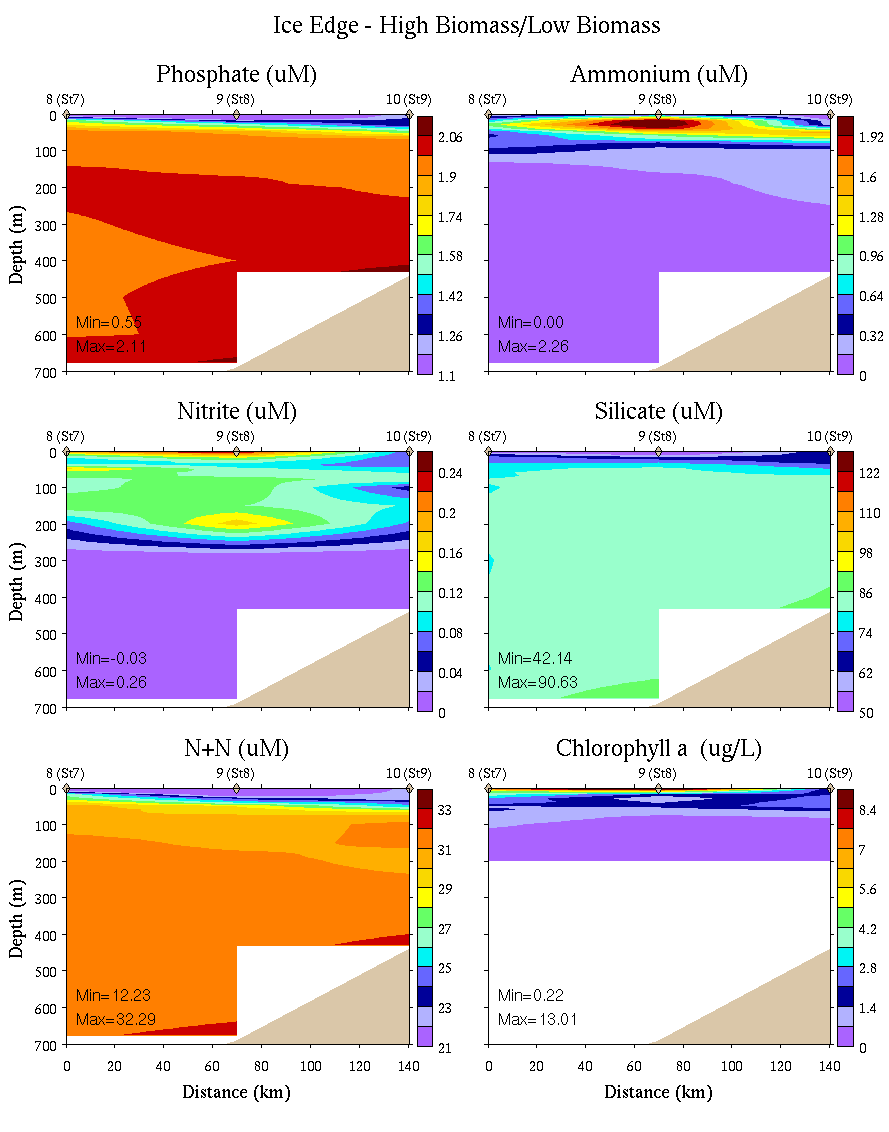 Ice Edge - High Biomass/Low Biomass
Phosphate (uM)
8 (St7) 9 (St8) 10 (St9)
Depth (m)
0
100
200
300
400
500
600
700
Min=0.55
Max=2.11
2.06
1.9
1.74
1.58
1.42
1.26
1.1
Ammonium (uM)
8 (St7) 9 (St8) 10 (St9)
Min=0.00
Max=2.26
1.92
1.6
1.28
0.96
0.64
0.32
0
Nitrite (uM)
8 (St7) 9 (St8) 10 (St9)
Depth (m)
0
100
200
300
400
500
600
700
Min=-0.03
Max=0.26
0.24
0.2
0.16
0.12
0.08
0.04
0
Silicate (uM)
8 (St7) 9 (St8) 10 (St9)
Min=42.14
Max=90.63
122
110
98
86
74
62
50
N+N (uM)
8 (St7) 9 (St8) 10 (St9)
Depth (m)
0
100
200
300
400
500
600
700
Min=12.23
Max=32.29
33
31
29
27
25
23
21
0 20 40 60 80 100 120 140
Distance (km)
Chlorophyll a (ug/L)
8 (St7) 9 (St8) 10 (St9)
Min=0.22
Max=13.01
8.4
7
5.6
4.2
2.8
1.4
0
0 20 40 60 80 100 120 140
Distance (km)